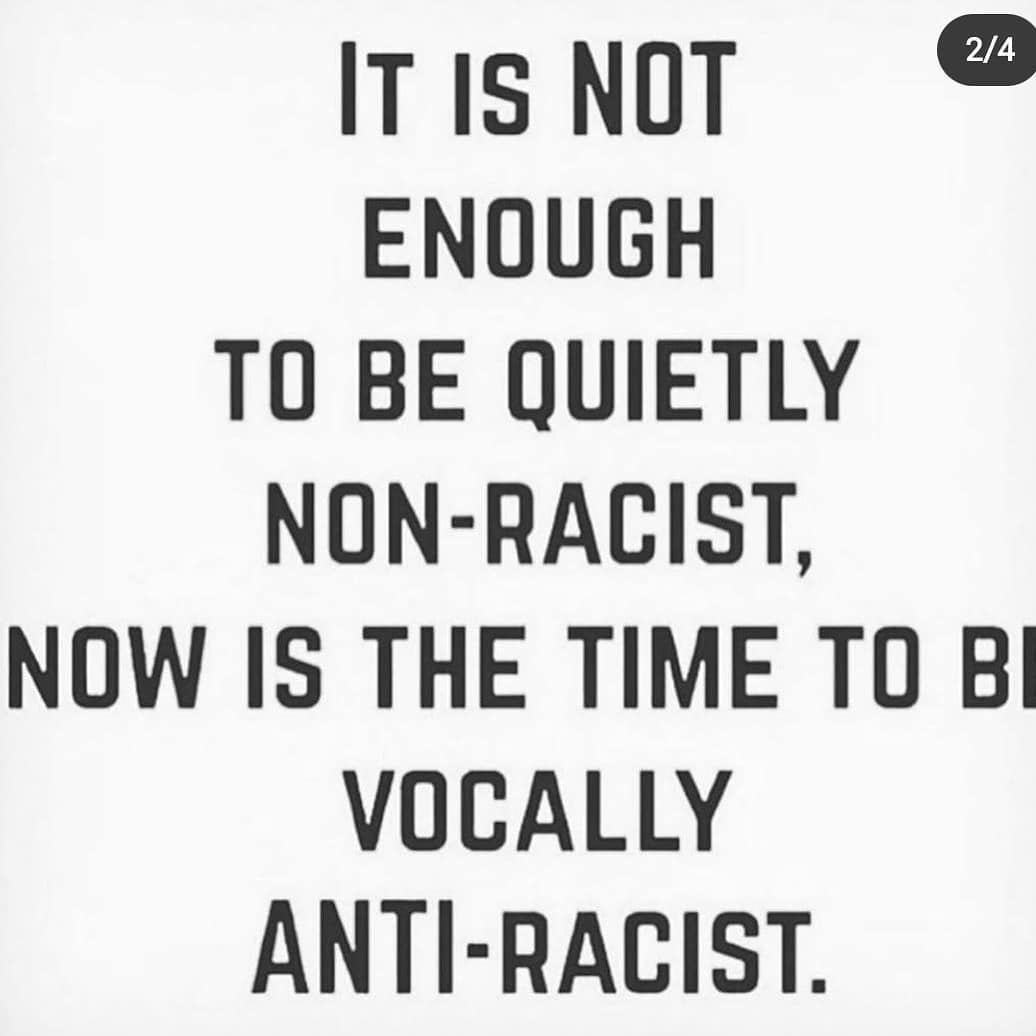 2/4
IT IS NOT
ENOUGH
TO BE QUIETLY
NON-RACIST,
NOW IS THE TIME TO BE
VOCALLY
ANTI-RACIST.